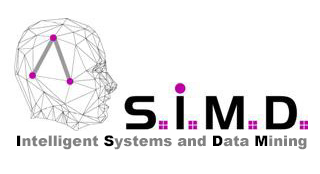 S.i.M.D.
Intelligent Systems and Data Mining